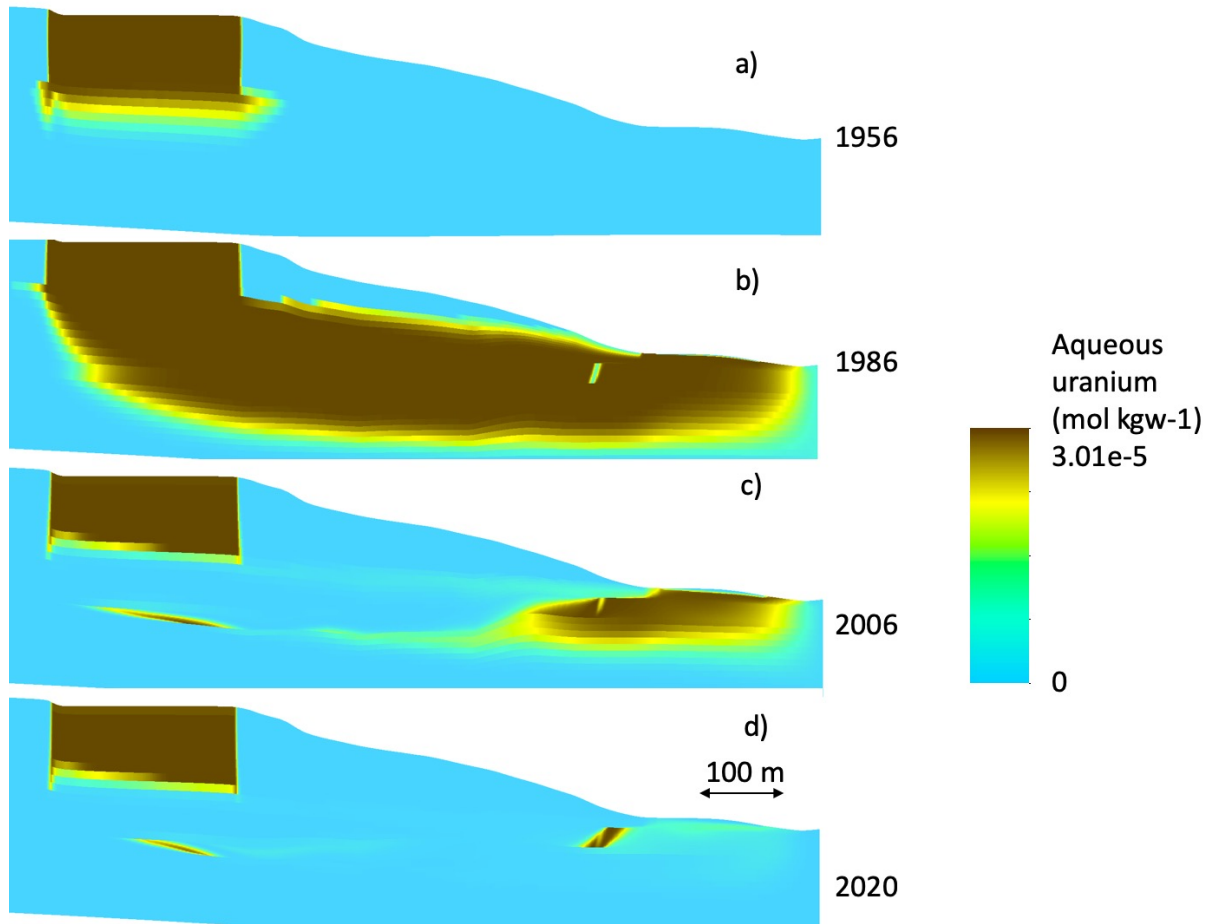 a)
1956
b)
1986
c)
2006
d)
100 m
2020
Aqueous
uranium
(mol kgw-1)
3.01e-5
0